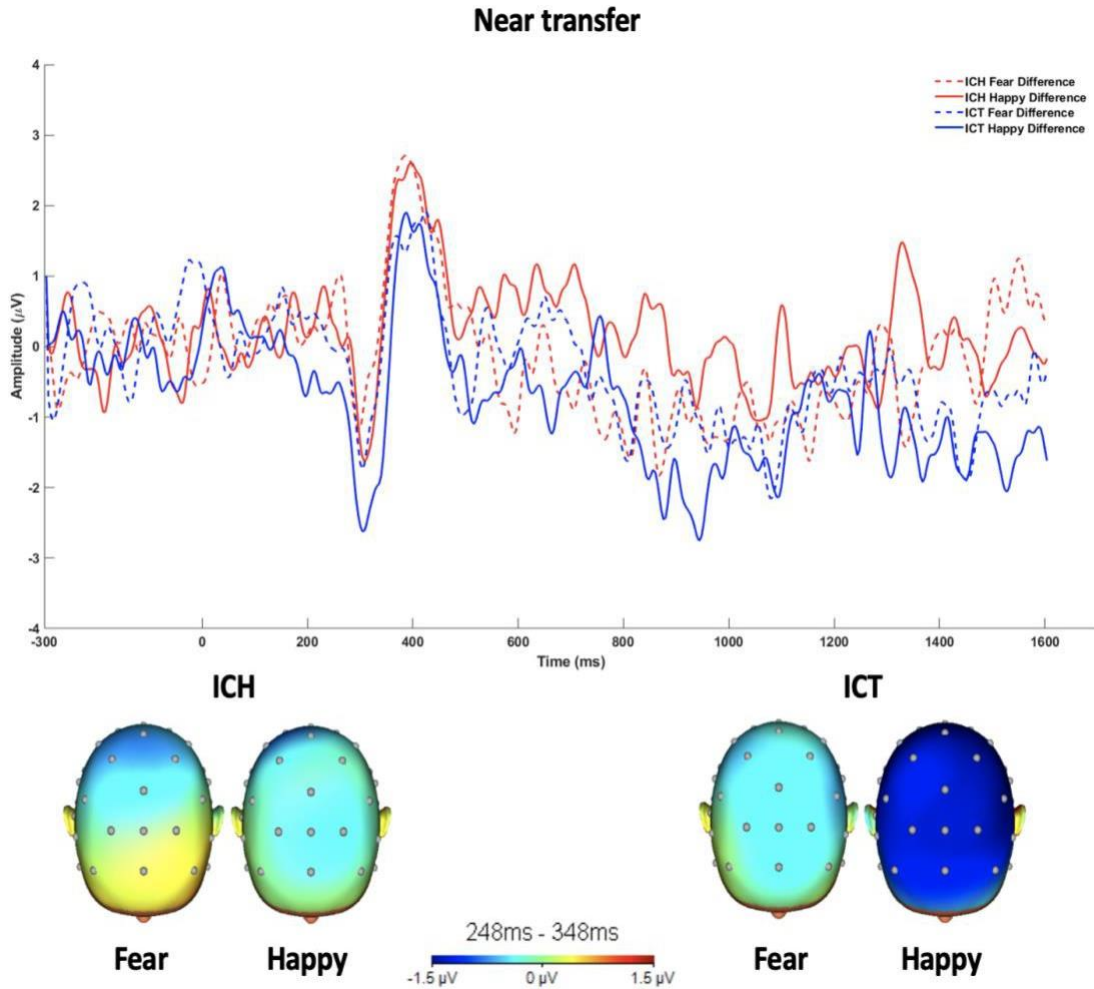 Near transfer
ICH Fear Difference
ICH Happy Difference
ICT Fear Difference
ICT Happy Difference
4
3
2
1
0
-1
-2
-3
-4
Amplitude (μV)
-300
0
200
400
600
800
1000
1200
1400
1600
Time (ms)
ICH
ICT
Fear
Happy
248ms - 348ms
-1.5 μV
0 μV
1.5 μV
Fear
Happy